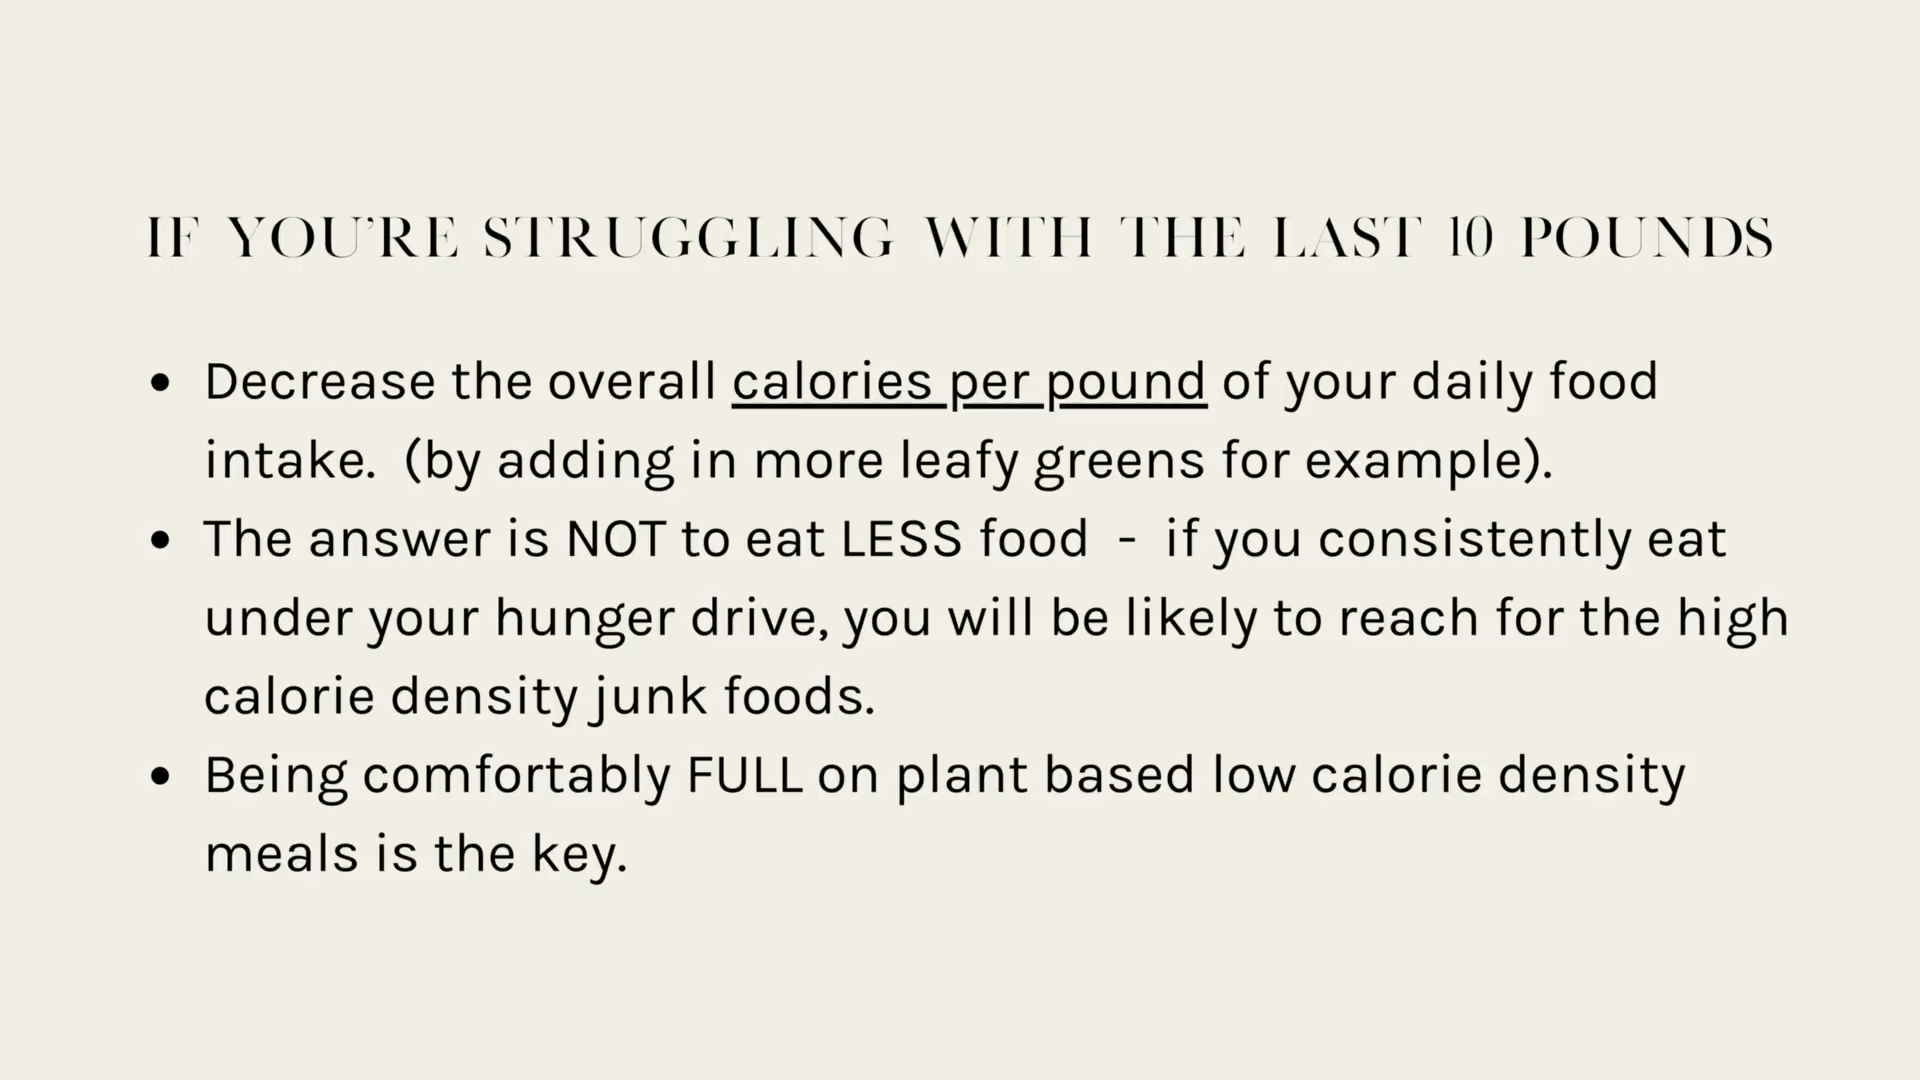 IF YOU'RE STRUGGLING WITH THE LAST 10 POUNDS
• Decrease the overall calories per pound of your daily food
intake.  (by adding in more leafy greens for example).
• The answer is NOT to eat LESS food  -  if you consistently eat
under your hunger drive, you will be likely to reach for the high
calorie density junk foods.
• Being comfortably FULL on plant based low calorie density
meals is the key.